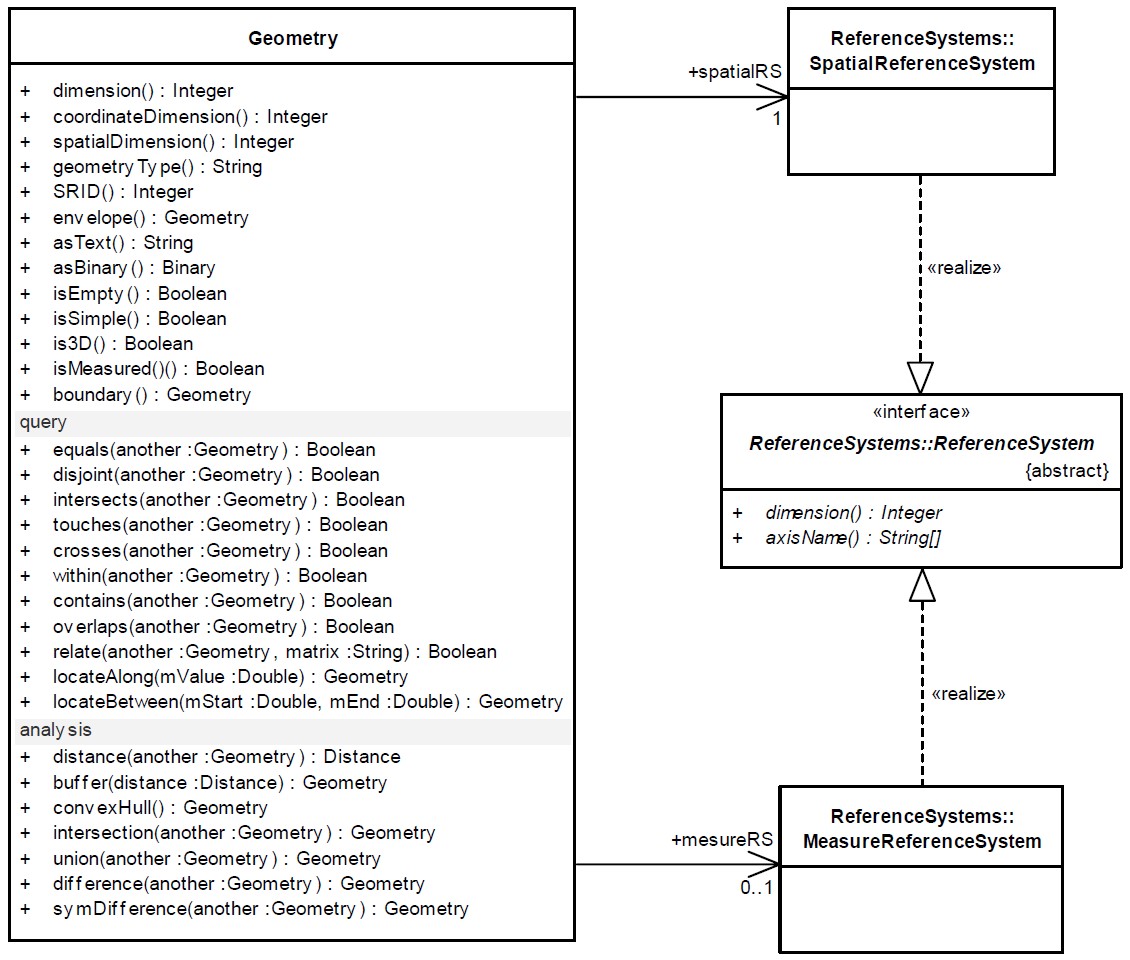 Geometry
+ dimension() : Integer
+ coordinateDimension() : Integer
+ spatialDimension() : Integer
+ geometryType() : String
+ SRID() : Integer
+ envelope() : Geometry
+ asText() : String
+ asBinary() : Binary
+ isEmpty() : Boolean
+ isSimple() : Boolean
+ is3D() : Boolean
+ isMeasured()() : Boolean
+ boundary() : Geometry
query
+ equals(another :Geometry) : Boolean
+ disjoint(another :Geometry) : Boolean
+ intersects(another :Geometry) : Boolean
+ touches(another :Geometry) : Boolean
+ crosses(another :Geometry) : Boolean
+ within(another :Geometry) : Boolean
+ contains(another :Geometry) : Boolean
+ overlaps(another :Geometry) : Boolean
+ relate(another :Geometry, matrix :String) : Boolean
+ locateAlong(mValue :Double) : Geometry
+ locateBetween(mStart :Double, mEnd :Double) : Geometry
analysis
+ distance(another :Geometry) : Distance
+ buffer(distance :Distance) : Geometry
+ convexHull() : Geometry
+ intersection(another :Geometry) : Geometry
+ union(another :Geometry) : Geometry
+ difference(another :Geometry) : Geometry
+ symDifference(another :Geometry) : Geometry
+spatialRS
1
ReferenceSystems::
SpatialReferenceSystem
«realize»
«interface»
ReferenceSystems::ReferenceSystem
{abstract}
+ dimension() : Integer
+ axisName() : String[]
«realize»
+mesureRS
0..1
ReferenceSystems::
MeasureReferenceSystem